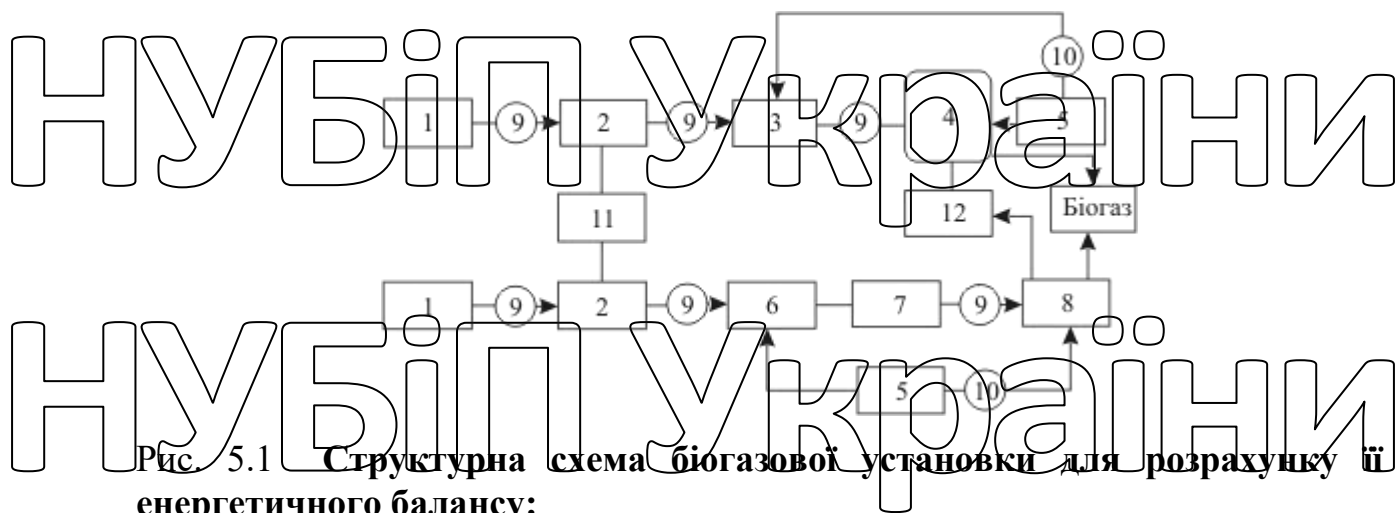 НУБіП України
10
1 9 2 9 3 9 4 5
11 12 Біогаз
1 9 2 9 6 7 9 8
НУБіП України
5 10
Рис. 5.1 Структурна схема біогазової установки для розрахунку її
енергетичного балансу: